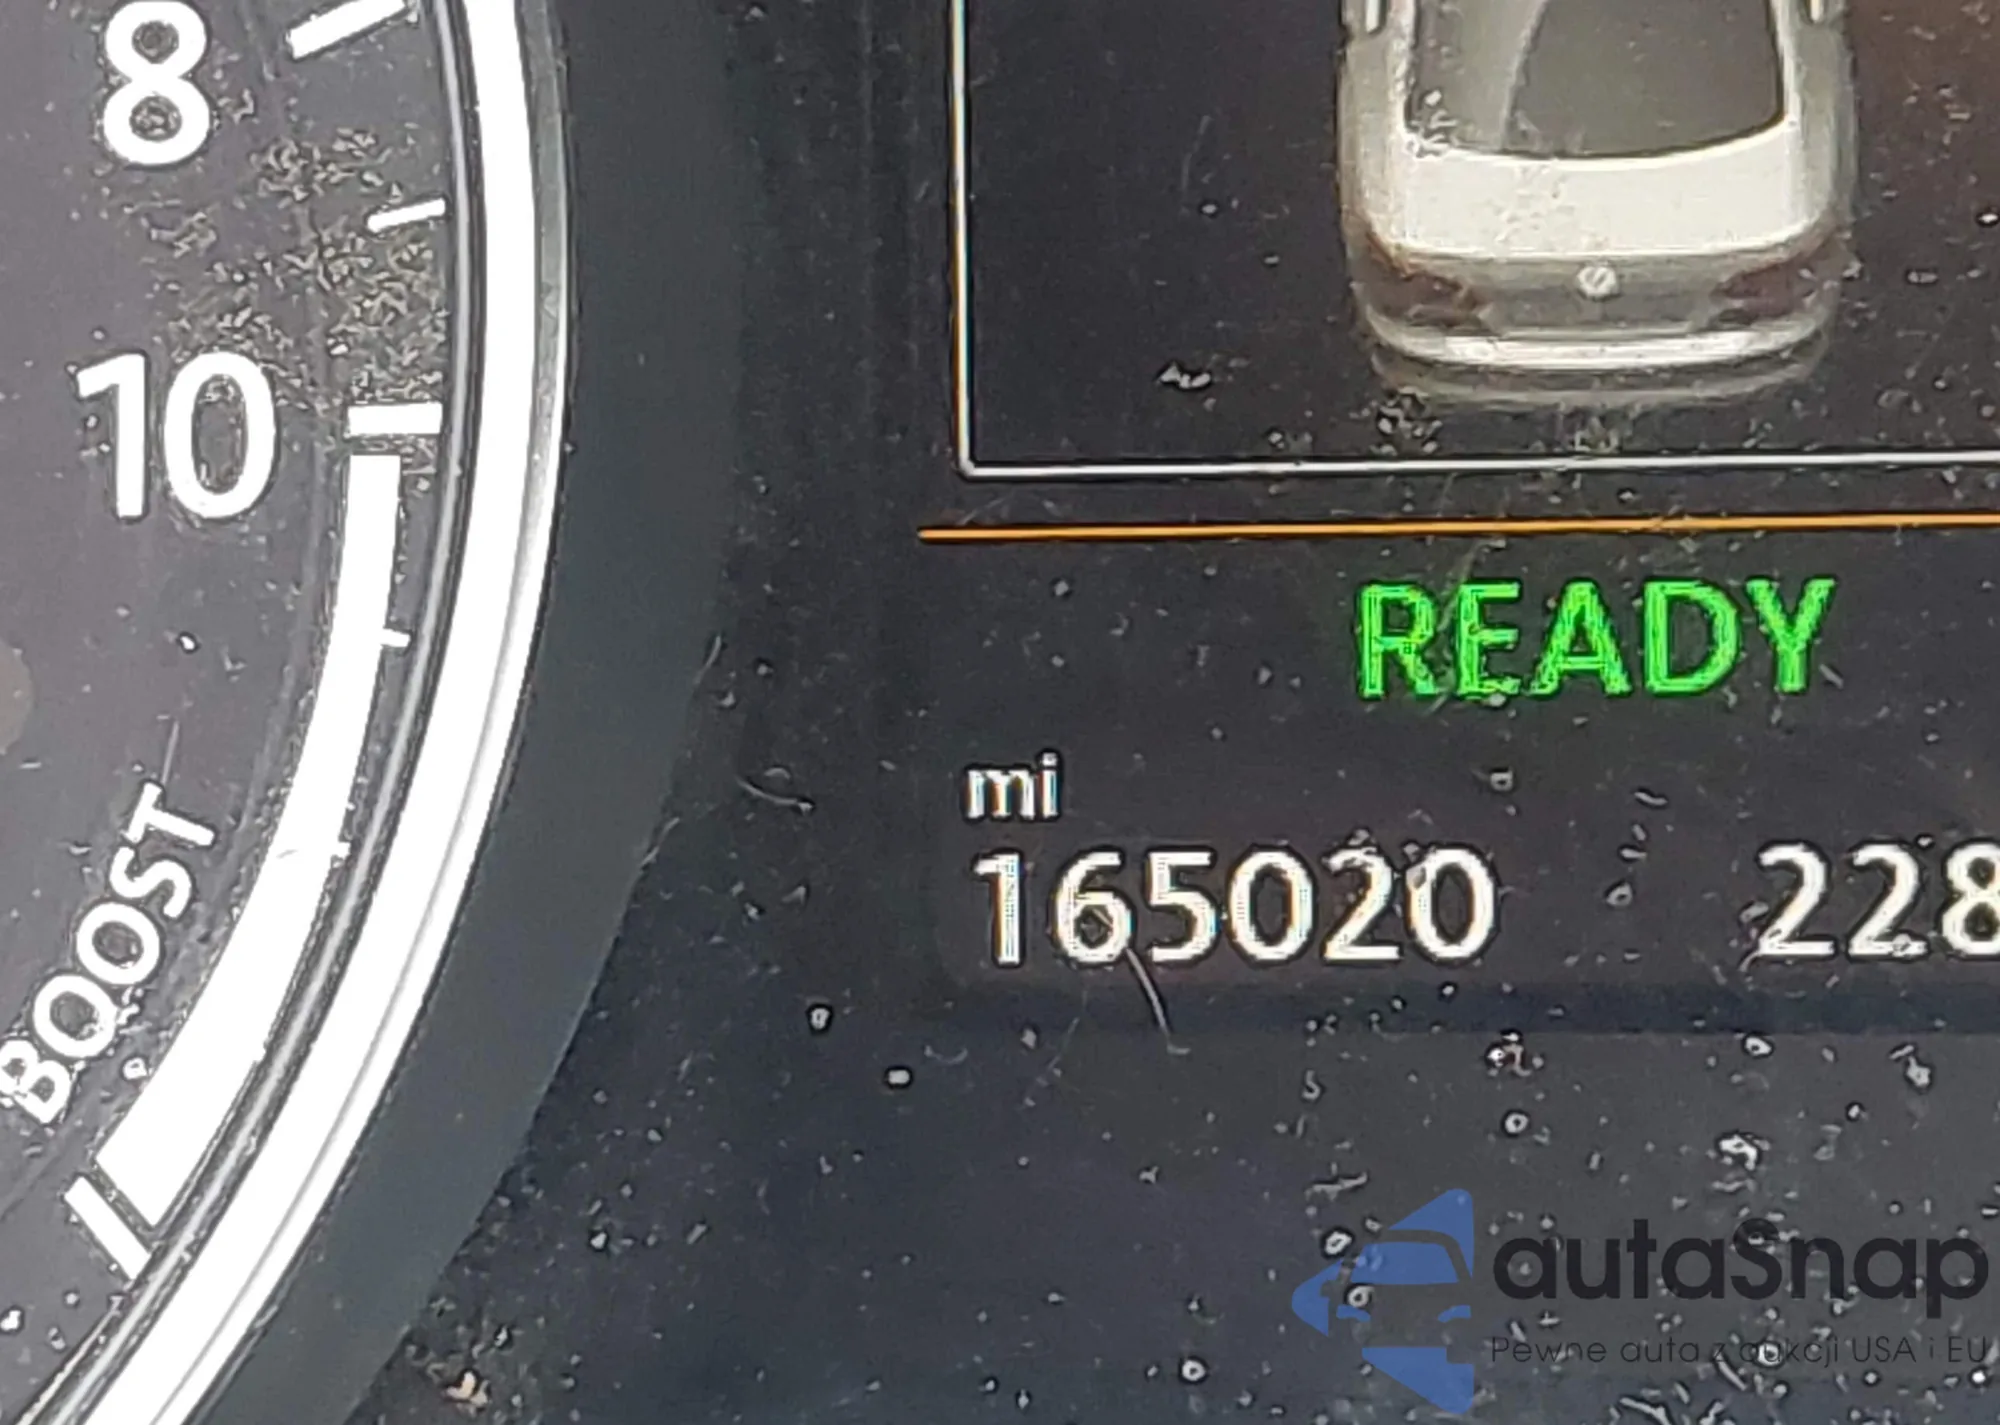 8
10
BOOST
READY
mi
165020 228
autaSnap
Pewne auta z aukcji USA i EU